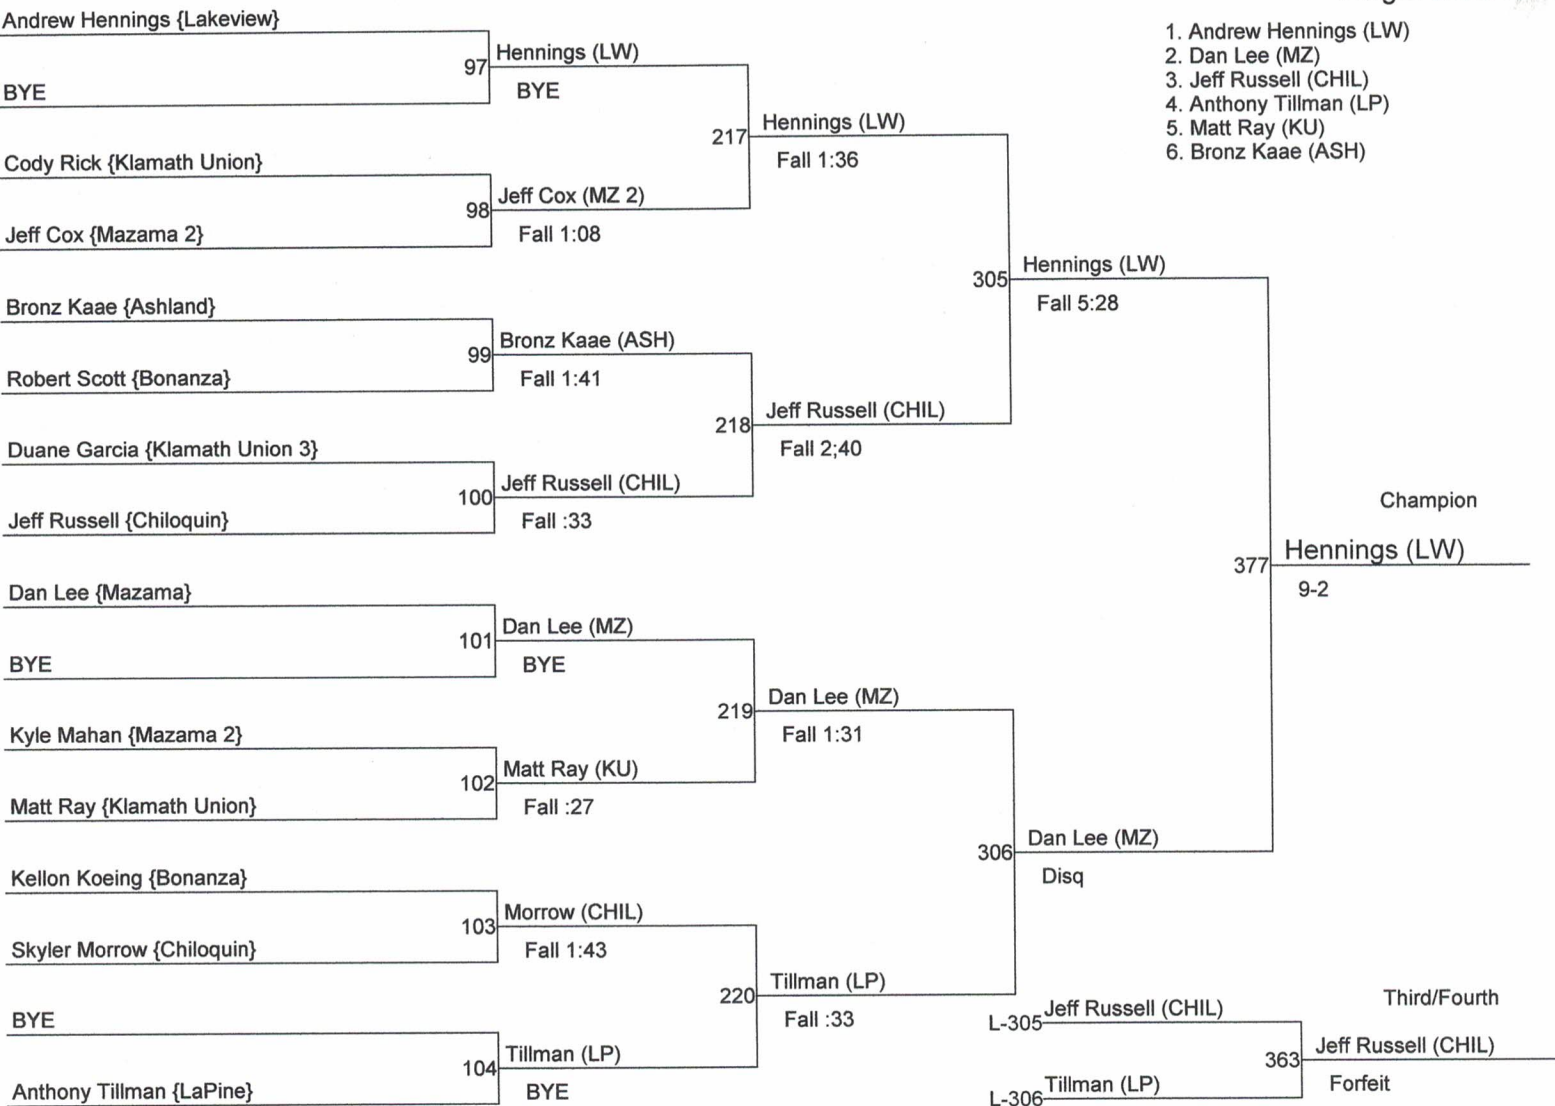 1. Andrew Hennings (LW)
2. Dan Lee (MZ)
3. Jeff Russell (CHIL)
4. Anthony Tillman (LP)
5. Matt Ray (KU)
6. Bronz Kaae (ASH)
Andrew Hennings {Lakeview}
BYE
Cody Rick {Klamath Union}
Jeff Cox {Mazama 2}
Bronz Kaae {Ashland}
Robert Scott {Bonanza}
Duane Garcia {Klamath Union 3}
Jeff Russell {Chiloquin}
Dan Lee {Mazama}
BYE
Kyle Mahan {Mazama 2}
Matt Ray {Klamath Union}
Kellon Koeing {Bonanza}
Skyler Morrow {Chiloquin}
BYE
Anthony Tillman {LaPine}
97 Hennings (LW)
BYE
98 Jeff Cox (MZ 2)
Fall 1:08
99 Bronz Kaae (ASH)
Fall 1:41
100 Jeff Russell (CHIL)
Fall :33
101 Dan Lee (MZ)
BYE
102 Matt Ray (KU)
Fall :27
103 Morrow (CHIL)
Fall 1:43
104 Tillman (LP)
BYE
217 Hennings (LW)
Fall 1:36
218 Jeff Russell (CHIL)
Fall 2;40
219 Dan Lee (MZ)
Fall 1:31
220 Tillman (LP)
Fall :33
305 Hennings (LW)
Fall 5:28
306 Dan Lee (MZ)
Disq
Champion
377 Hennings (LW)
9-2
Third/Fourth
L-305 Jeff Russell (CHIL)
L-306 Tillman (LP)
363 Jeff Russell (CHIL)
Forfeit